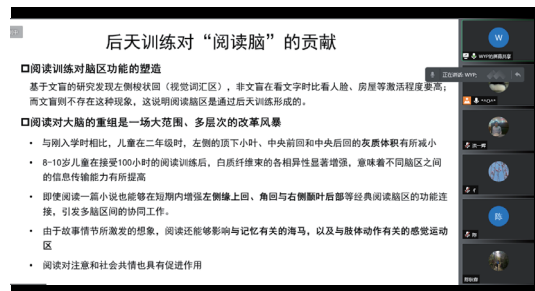 后天训练对“阅读脑”的贡献
阅读训练对脑区功能的塑造
基于文盲的研究发现左侧梭状回（视觉词汇区），非文盲在看文字时比看人脸、房屋等激活程度要高；
而文盲则不存在这种现象，这说明阅读脑区是通过后天训练形成的。
阅读对大脑的重组是一场大范围、多层次的改革风暴
• 与刚入学时相比，儿童在二年级时，左侧的顶下小叶、中央前回和中央后回的灰质体积有所减小
• 8-10岁儿童在接受100小时的阅读训练后，白质纤维束的各相异性显著增强，意味着不同脑区之间
的信息传输能力有所提高
• 即使阅读一篇小说也能够在短期内增强左侧缘上回、角回与右侧颞叶后部等经典阅读脑区的功能连
接，引发多脑区间的协同工作。
• 由于故事情节所激发的想象，阅读还能够影响与记忆有关的海马，以及与肢体动作有关的感觉运动
区
• 阅读对注意和社会共情也具有促进作用
W
WYP的屏幕共享
正在讲话: WYP;
陈